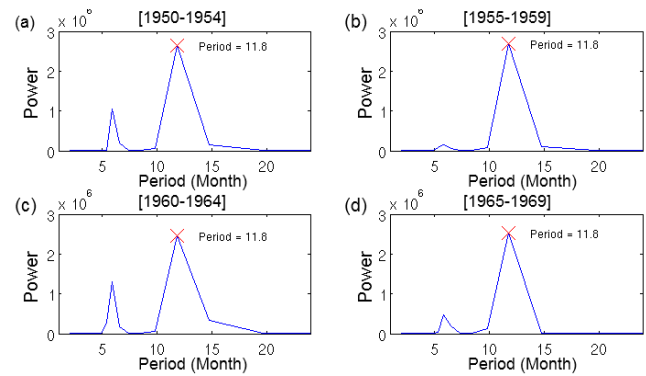 (a) × 10^6 [1950-1954]
3
2
1
0
Power
Period = 11.8
5 10 15 20
Period (Month)
(b) × 10^6 [1955-1959]
3
2
1
0
Power
Period = 11.8
5 10 15 20
Period (Month)
(c) × 10^6 [1960-1964]
3
2
1
0
Power
Period = 11.8
5 10 15 20
Period (Month)
(d) × 10^6 [1965-1969]
3
2
1
0
Power
Period = 11.8
5 10 15 20
Period (Month)